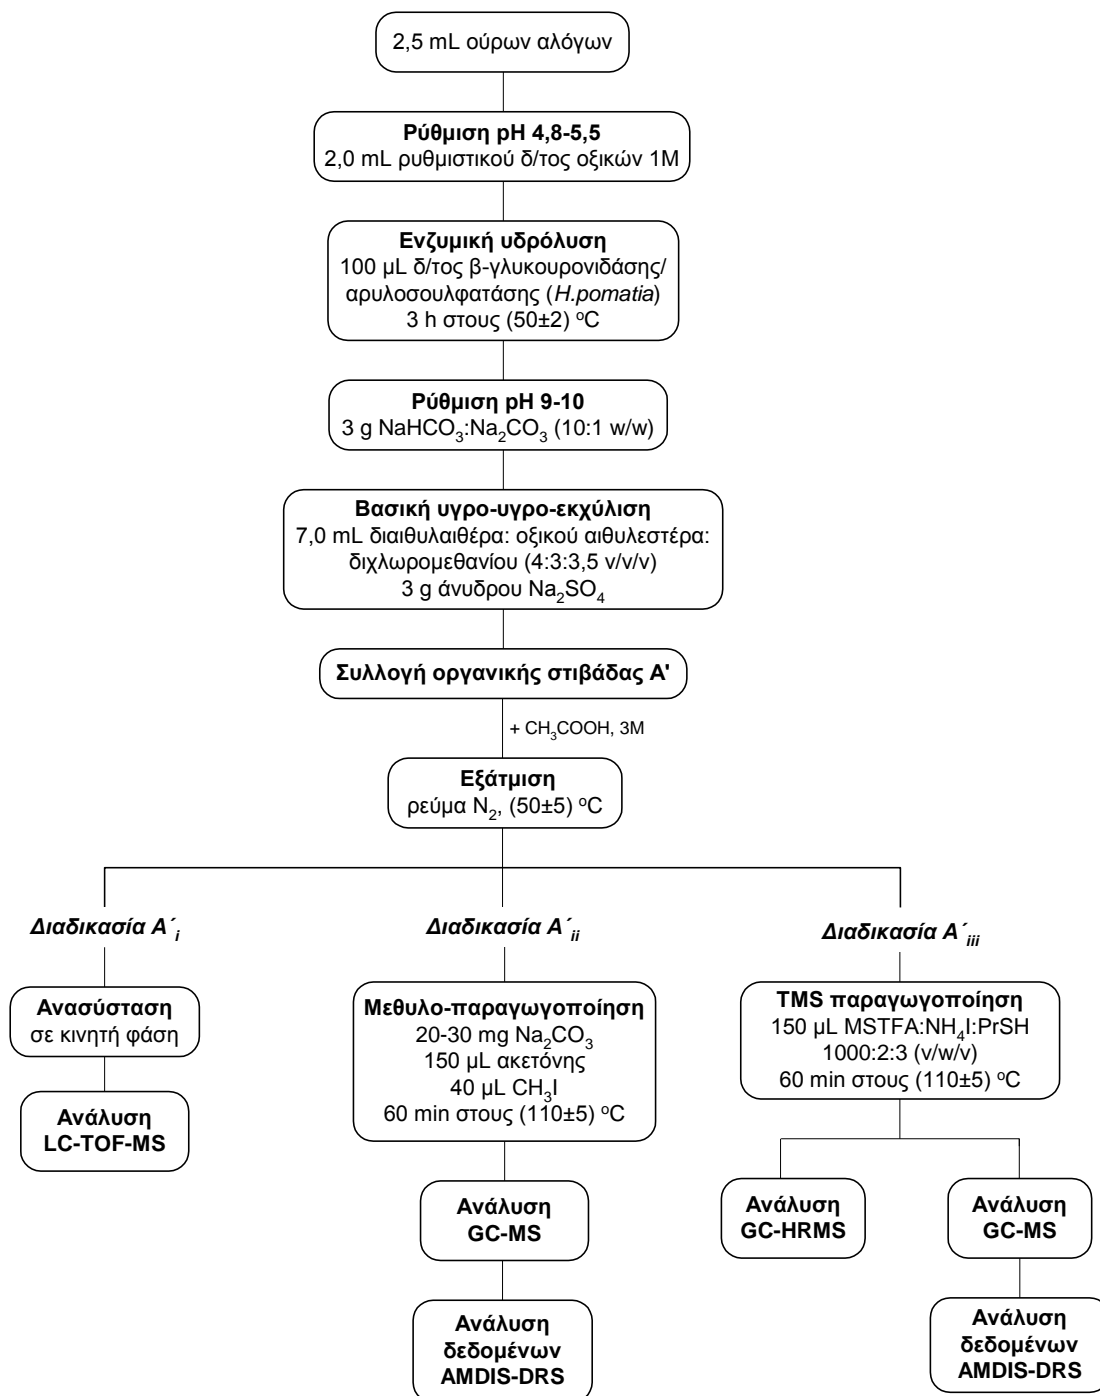 2,5 mL ούρων αλόγων
Ρύθμιση pH 4,8-5,5
2,0 mL ρυθμιστικού δ/τος οξικών 1M
Ενζυμική υδρόλυση
100 μL δ/τος β-γλυκουρονιδάσης/
αρυλοσουλφατάσης (H.pomatia)
3 h στους (50±2) °C
Ρύθμιση pH 9-10
3 g NaHCO₃:Na₂CO₃ (10:1 w/w)
Βασική υγρο-υγρο-εκχύλιση
7,0 mL διαιθυλαιθέρα: οξικού αιθυλεστέρα:
διχλωρομεθανίου (4:3:3,5 v/v/v)
3 g άνυδρου Na₂SO₄
Συλλογή οργανικής στιβάδας Α'
+ CH₃COOH, 3M
Εξάτμιση
ρεύμα N₂, (50±5) °C
Διαδικασία Α΄i
Ανασύσταση
σε κινητή φάση
Ανάλυση
LC-TOF-MS
Διαδικασία Α΄ii
Μεθυλο-παραγωγοποίηση
20-30 mg Na₂CO₃
150 μL ακετόνης
40 μL CH₃I
60 min στους (110±5) °C
Ανάλυση
GC-MS
Ανάλυση
δεδομένων
AMDIS-DRS
Διαδικασία Α΄iii
TMS παραγωγοποίηση
150 μL MSTFA:NH₄I:PrSH
1000:2:3 (v/w/v)
60 min στους (110±5) °C
Ανάλυση
GC-HRMS
Ανάλυση
GC-MS
Ανάλυση
δεδομένων
AMDIS-DRS